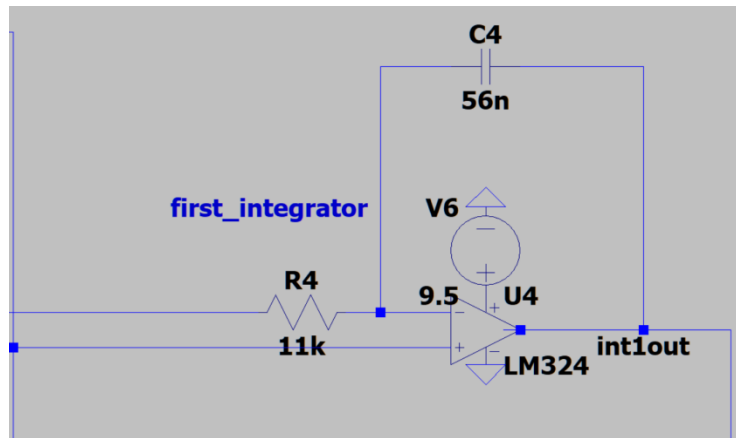 C4
56n
first_integrator
V6
R4
9.5
U4
11k
int1out
LM324